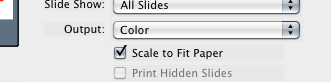 Slide Show: All Slides
Output: Color
Scale to Fit Paper
Print Hidden Slides